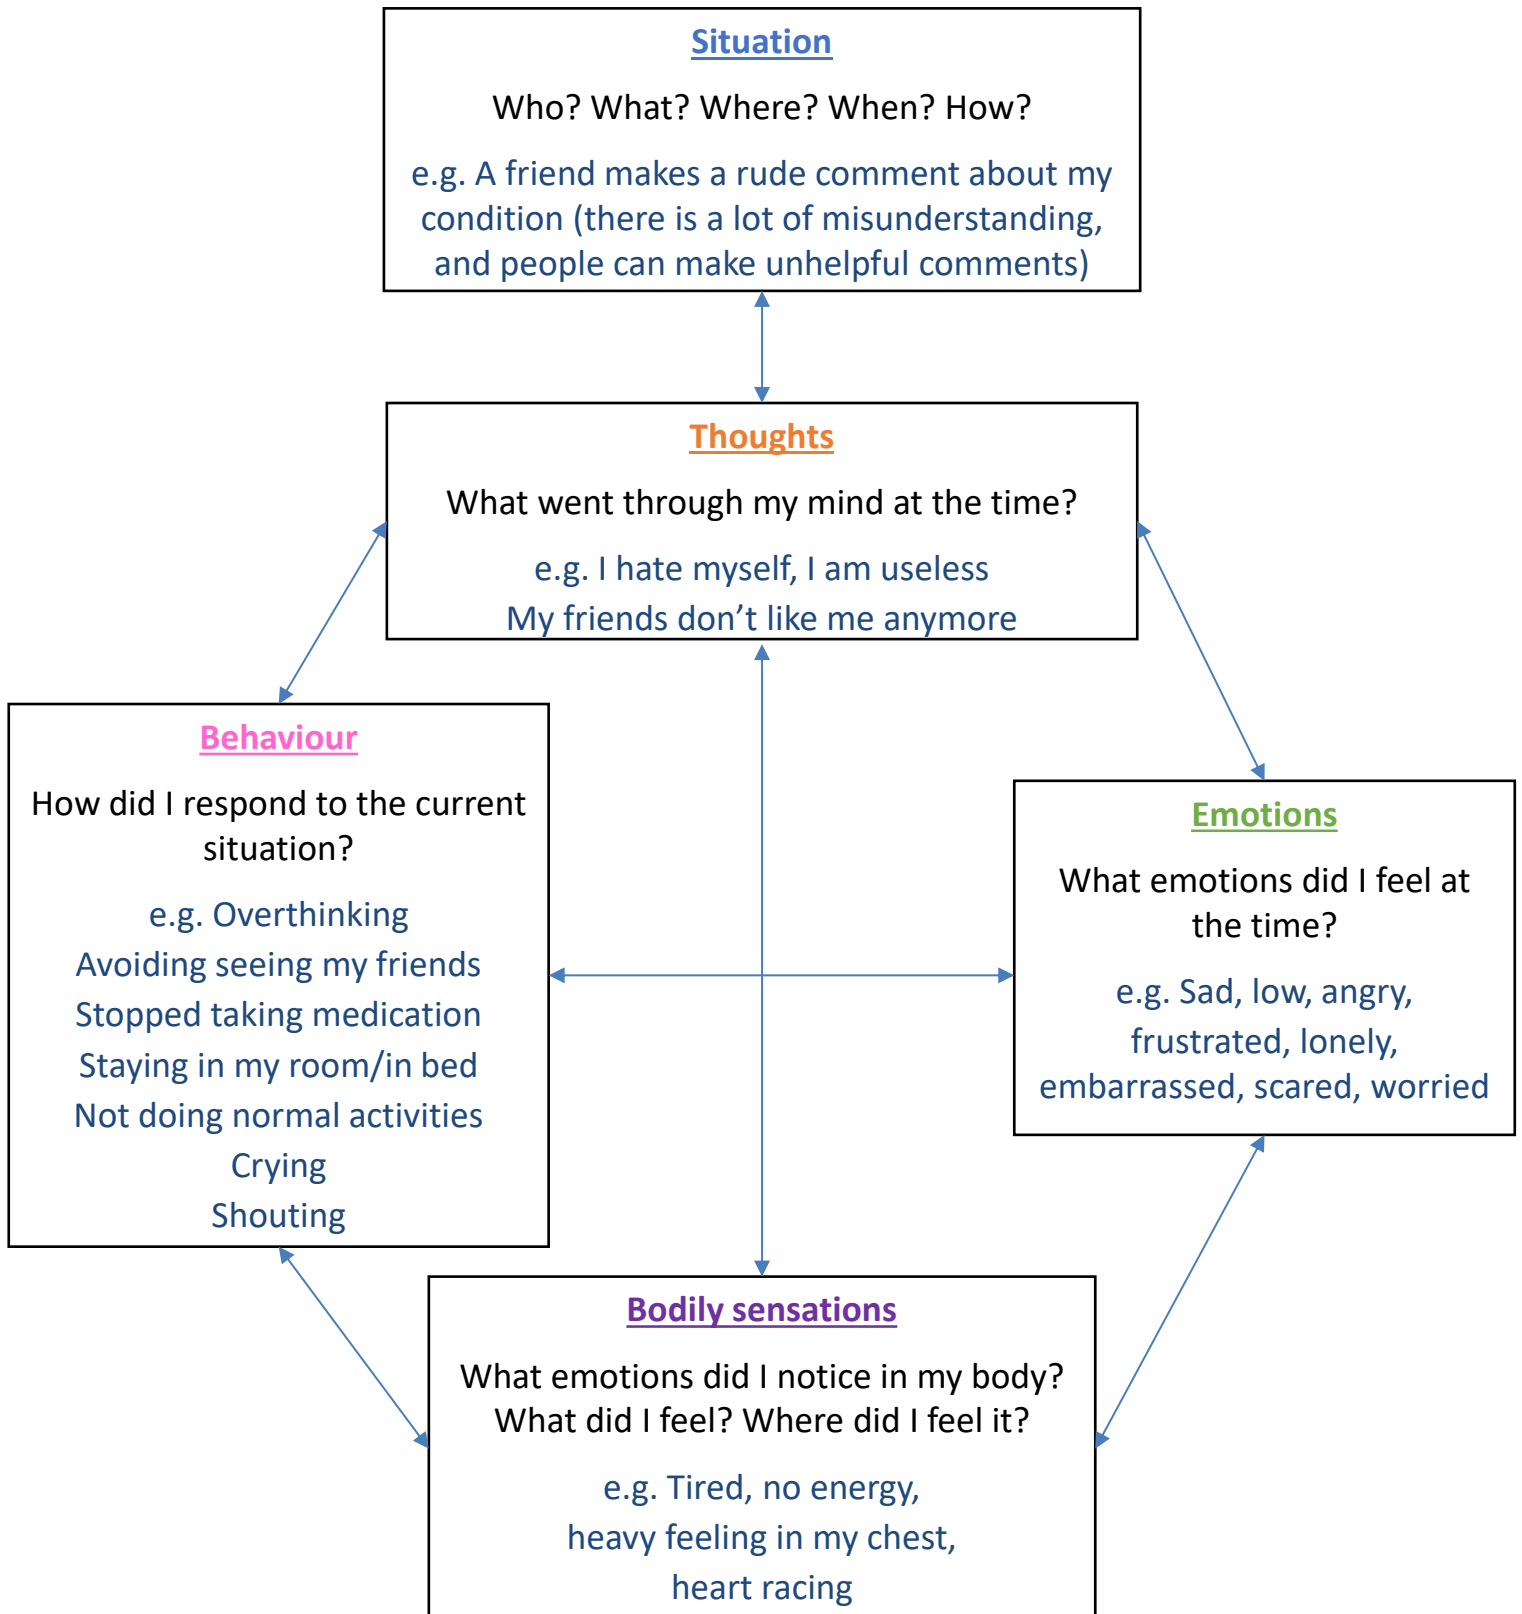 Situation
Who? What? Where? When? How?
e.g. A friend makes a rude comment about my
condition (there is a lot of misunderstanding,
and people can make unhelpful comments)
Thoughts
What went through my mind at the time?
e.g. I hate myself, I am useless
My friends don’t like me anymore
Behaviour
How did I respond to the current
situation?
e.g. Overthinking
Avoiding seeing my friends
Stopped taking medication
Staying in my room/in bed
Not doing normal activities
Crying
Shouting
Emotions
What emotions did I feel at
the time?
e.g. Sad, low, angry,
frustrated, lonely,
embarrassed, scared, worried
Bodily sensations
What emotions did I notice in my body?
What did I feel? Where did I feel it?
e.g. Tired, no energy,
heavy feeling in my chest,
heart racing